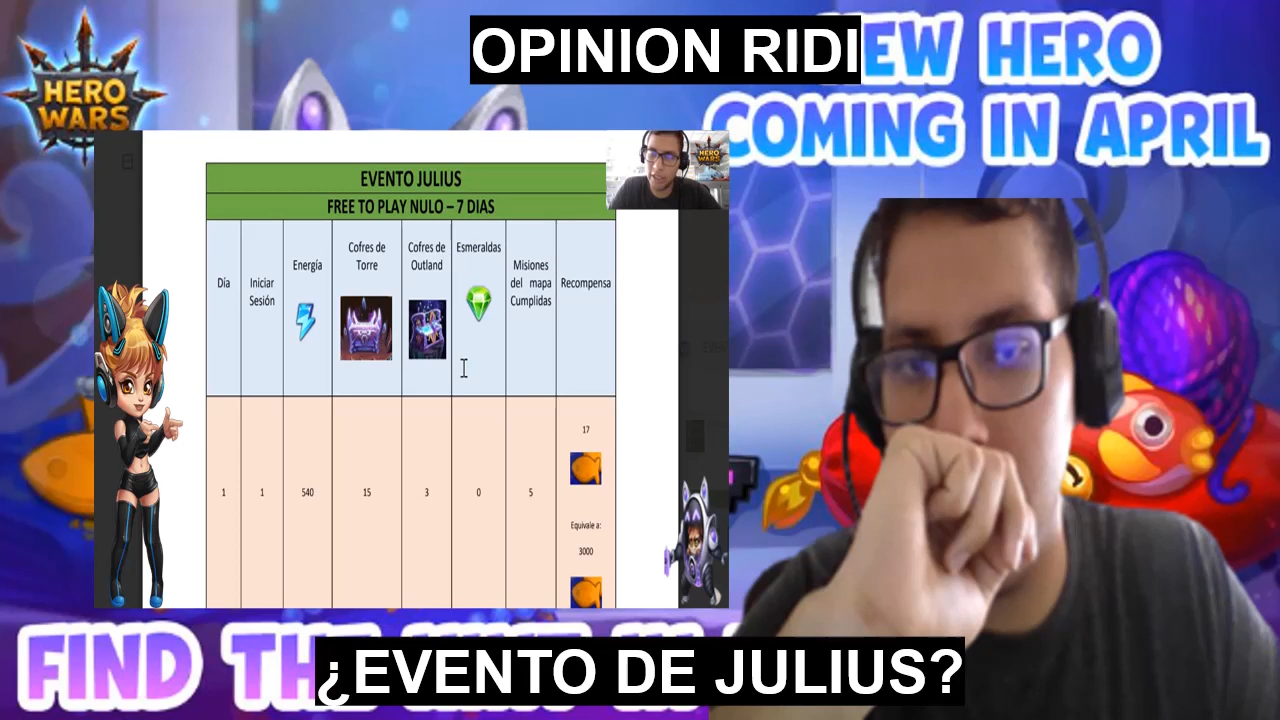 OPINION RIDI
EW HERO
COMING IN APRIL
HERO
WARS
HERO
WARS
EVENTO JULIUS
FREE TO PLAY NULO – 7 DIAS
Día
Iniciar
Sesión
Energía
Cofres de
Torre
Cofres de
Outland
Esmeraldas
Misiones
del mapa
Cumplidas
Recompensa
17
1
1
540
15
3
0
5
Equivale a:
3000
FIND
¿EVENTO DE JULIUS?